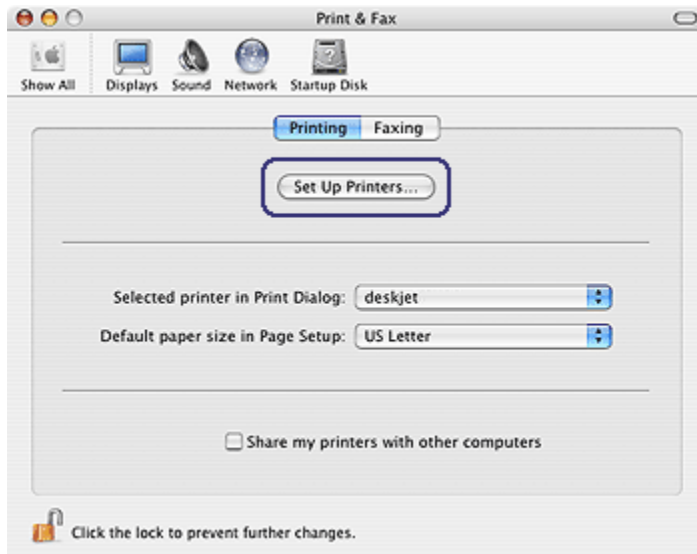 Print & Fax
Show All Displays Sound Network Startup Disk
Printing Faxing
Set Up Printers...
Selected printer in Print Dialog: deskjet
Default paper size in Page Setup: US Letter
Share my printers with other computers
Click the lock to prevent further changes.